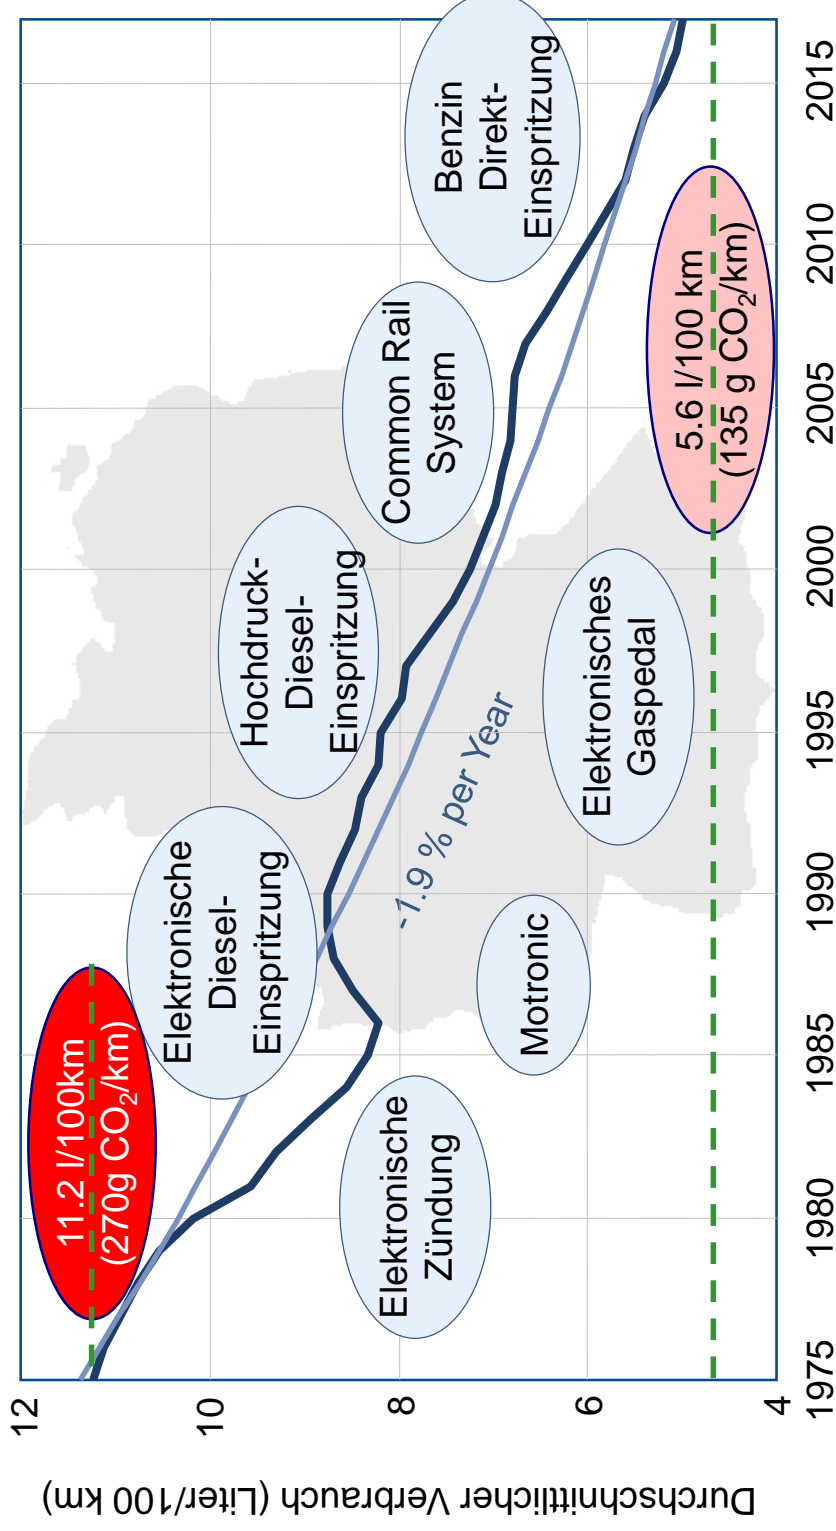 Durchschnittlicher Verbrauch (Liter/100 km)
12
10
8
6
4
1975
1980
1985
1990
1995
2000
2005
2010
2015
11.2 l/100km
(270g CO₂/km)
Elektronische
Zündung
Elektronische
Diesel-
Einspritzung
Motronic
-1.9 % per Year
Hochdruck-
Diesel-
Einspritzung
Elektronisches
Gaspedal
Common Rail
System
Benzin
Direkt-
Einspritzung
5.6 l/100 km
(135 g CO₂/km)